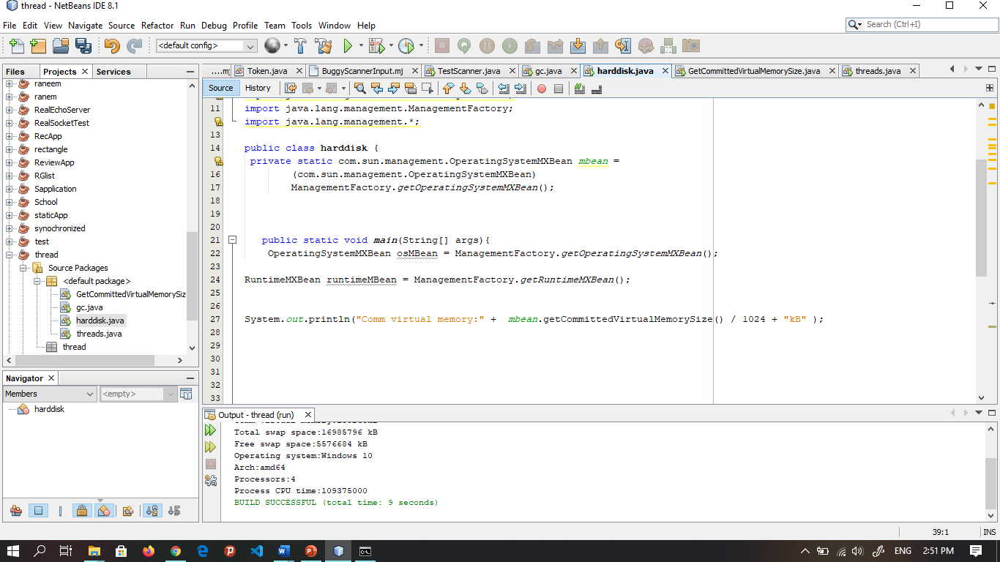 thread - NetBeans IDE 8.1
File Edit View Navigate Source Refactor Run Debug Profile Team Tools Window Help
Search (Ctrl+I)
<default config>
Files Projects Services
raneem
ranem
RealEchoServer
RealSocketTest
RecApp
rectangle
ReviewApp
RGlist
Sapplication
School
staticApp
synochronized
test
thread
Source Packages
<default package>
GetCommittedVirtualMemorySiz
gc.java
harddisk.java
threads.java
thread
Navigator
Members <empty>
harddisk
....mj Token.java BuggyScannerInput.mj TestScanner.java gc.java harddisk.java GetCommittedVirtualMemorySize.java threads.java
Source History
11 import java.lang.management.ManagementFactory;
import java.lang.management.*;
13
14 public class harddisk {
private static com.sun.management.OperatingSystemMXBean mbean =
16 (com.sun.management.OperatingSystemMXBean)
17 ManagementFactory.getOperatingSystemMXBean();
18
19
20
21 public static void main(String[] args){
22 OperatingSystemMXBean osMBean = ManagementFactory.getOperatingSystemMXBean();
23
24 RuntimeMXBean runtimeMBean = ManagementFactory.getRuntimeMXBean();
25
26
27 System.out.println("Comm virtual memory:" + mbean.getCommittedVirtualMemorySize() / 1024 + "kB" );
28
29
30
31
32
33
Output - thread (run)
Total swap space:16985796 kB
Free swap space:5576684 kB
Operating system:Windows 10
Arch:amd64
Processors:4
Process CPU time:109375000
BUILD SUCCESSFUL (total time: 9 seconds)
39:1 INS
ENG 2:51 PM